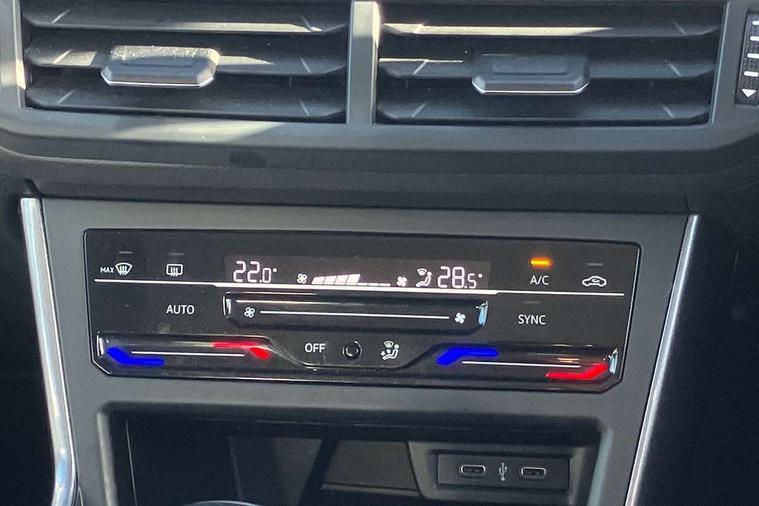 MAX
22.0°
28.5°
A/C
AUTO
SYNC
OFF